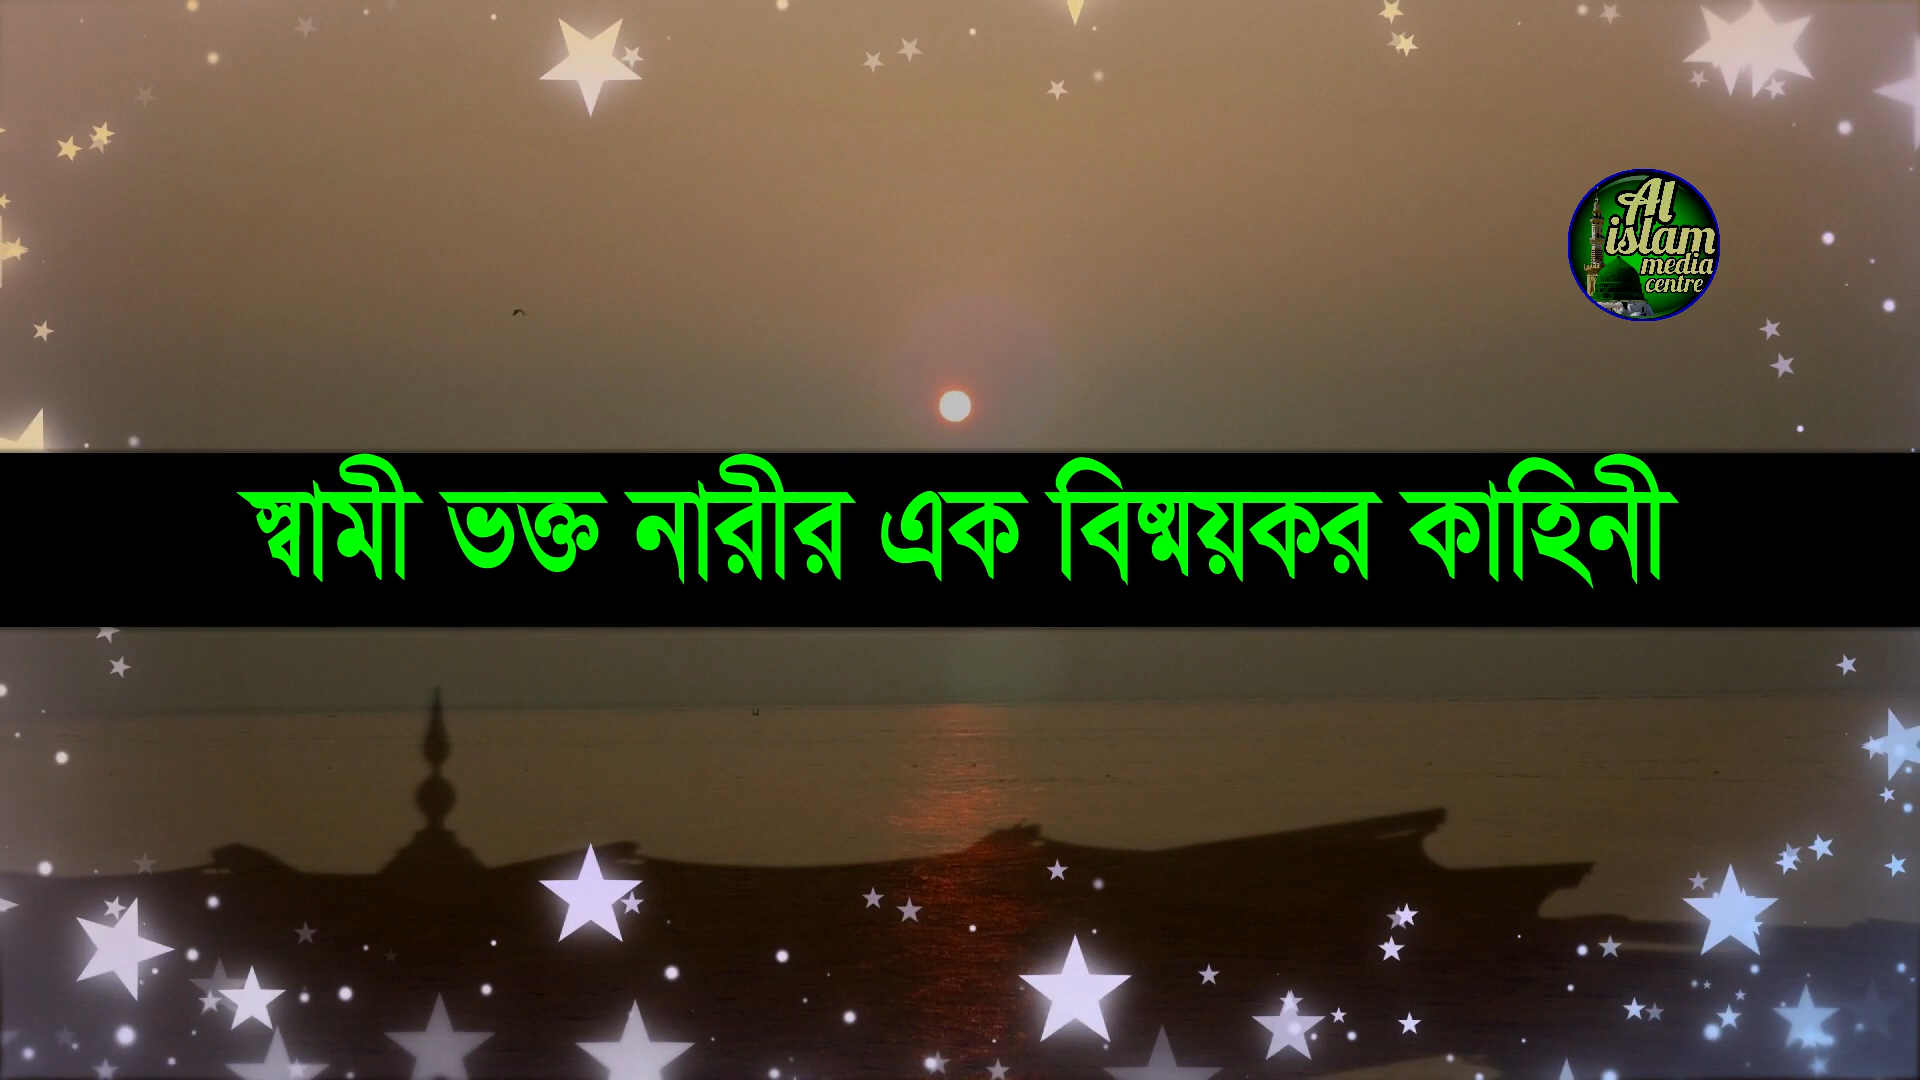 Al
islam
media
centre
স্বামী ভক্ত নারীর এক বিষ্ময়কর কাহিনী